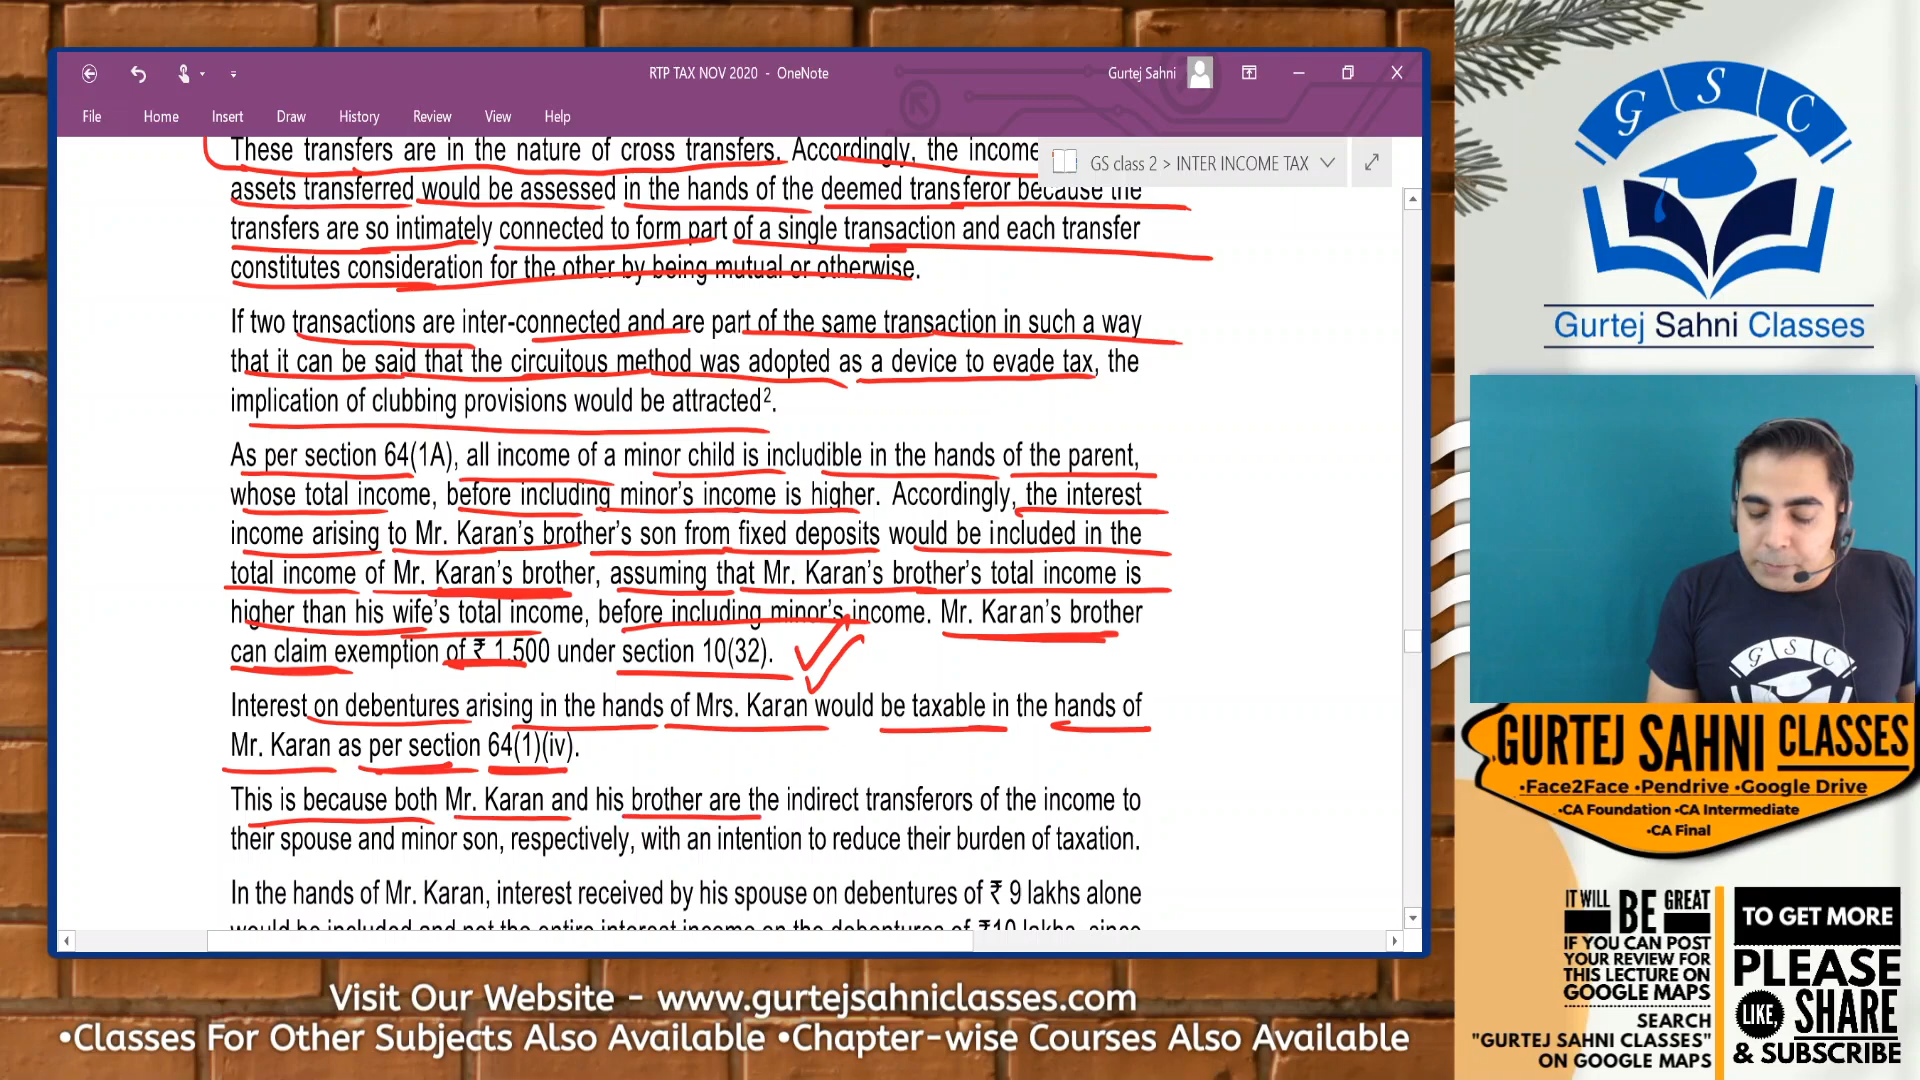 RTP TAX NOV 2020 - OneNote
Gurtej Sahni
File Home Insert Draw History Review View Help
GS class 2 > INTER INCOME TAX
These transfers are in the nature of cross transfers. Accordingly, the income
assets transferred would be assessed in the hands of the deemed transferor because the
transfers are so intimately connected to form part of a single transaction and each transfer
constitutes consideration for the other by being mutual or otherwise.
If two transactions are inter-connected and are part of the same transaction in such a way
that it can be said that the circuitous method was adopted as a device to evade tax, the
implication of clubbing provisions would be attracted².
As per section 64(1A), all income of a minor child is includible in the hands of the parent,
whose total income, before including minor's income is higher. Accordingly, the interest
income arising to Mr. Karan's brother's son from fixed deposits would be included in the
total income of Mr. Karan's brother, assuming that Mr. Karan's brother's total income is
higher than his wife's total income, before including minor's income. Mr. Karan's brother
can claim exemption of ₹ 1,500 under section 10(32).
Interest on debentures arising in the hands of Mrs. Karan would be taxable in the hands of
Mr. Karan as per section 64(1)(iv).
This is because both Mr. Karan and his brother are the indirect transferors of the income to
their spouse and minor son, respectively, with an intention to reduce their burden of taxation.
In the hands of Mr. Karan, interest received by his spouse on debentures of ₹ 9 lakhs alone
would be included and not the entire interest income on the debentures of ₹10 lakhs, since
G S C
Gurtej Sahni Classes
G S C
GURTEJ SAHNI CLASSES
•Face2Face •Pendrive •Google Drive
•CA Foundation •CA Intermediate
•CA Final
IT WILL BE GREAT
IF YOU CAN POST
YOUR REVIEW FOR
THIS LECTURE ON
GOOGLE MAPS
SEARCH
"GURTEJ SAHNI CLASSES"
ON GOOGLE MAPS
TO GET MORE
PLEASE
LIKE, SHARE
& SUBSCRIBE
Visit Our Website - www.gurtejsahniclasses.com
•Classes For Other Subjects Also Available •Chapter-wise Courses Also Available